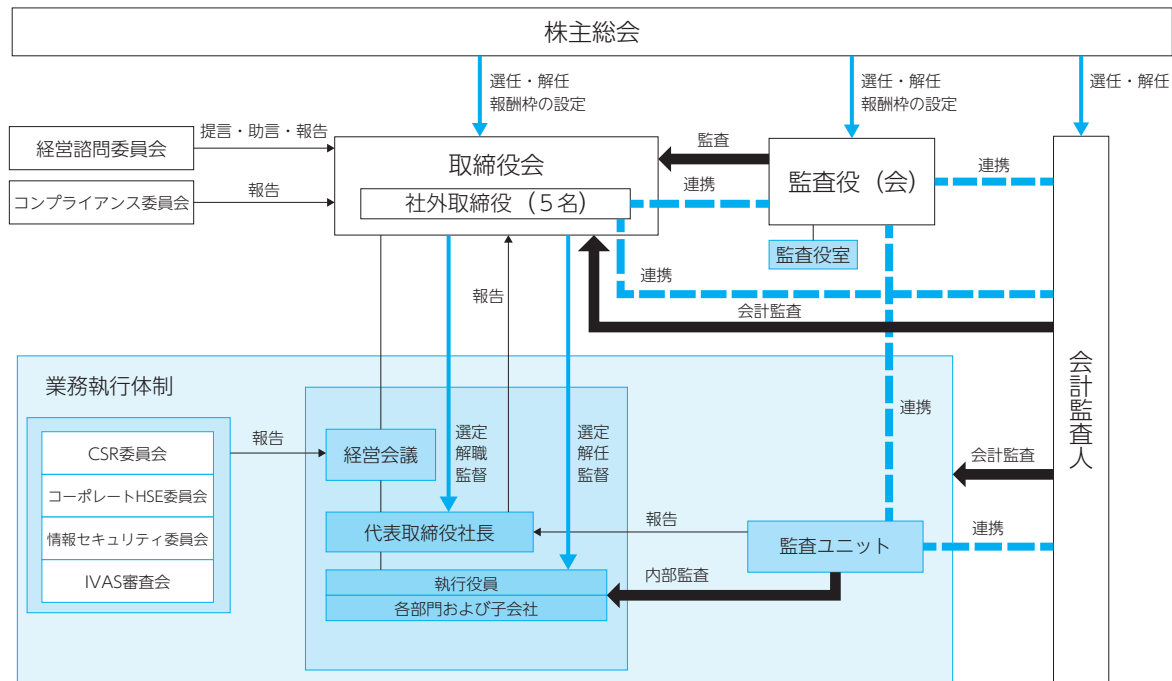 株主総会
選任・解任
報酬枠の設定
選任・解任
報酬枠の設定
選任・解任
経営諮問委員会
提言・助言・報告
コンプライアンス委員会
報告
取締役会
社外取締役（５名）
監査
連携
監査役（会）
連携
監査役室
報告
連携
会計監査
会計監査人
業務執行体制
CSR委員会
コーポレートHSE委員会
情報セキュリティ委員会
IVAS審査会
報告
経営会議
選定
解職
監督
選定
解任
監督
連携
会計監査
代表取締役社長
報告
監査ユニット
連携
執行役員
各部門および子会社
内部監査